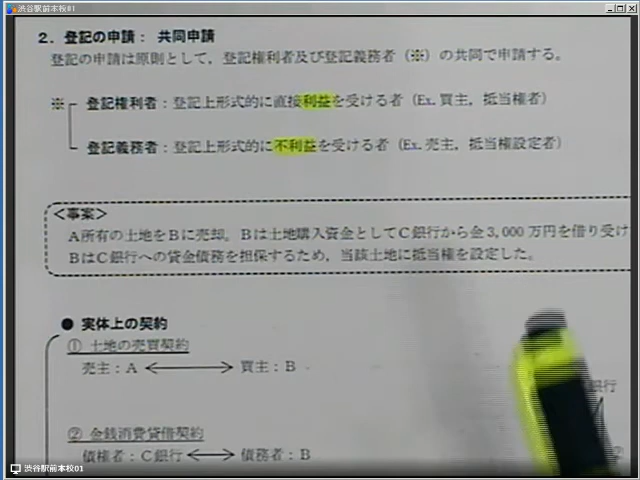 渋谷駅前本校01
2．登記の申請： 共同申請
登記の申請は原則として，登記権利者及び登記義務者（※）の共同で申請する。
※ 登記権利者：登記上形式的に直接利益を受ける者（Ex. 買主，抵当権者）
登記義務者：登記上形式的に不利益を受ける者（Ex. 売主，抵当権設定者）
＜事案＞
A所有の土地をBに売却。Bは土地購入資金としてC銀行から金3,000万円を借り受け
BはC銀行への貸金債務を担保するため，当該土地に抵当権を設定した。
● 実体上の契約
① 土地の売買契約
売主：A 買主：B
銀行
② 金銭消費貸借契約
債権者：C銀行 債務者：B
渋谷駅前本校01